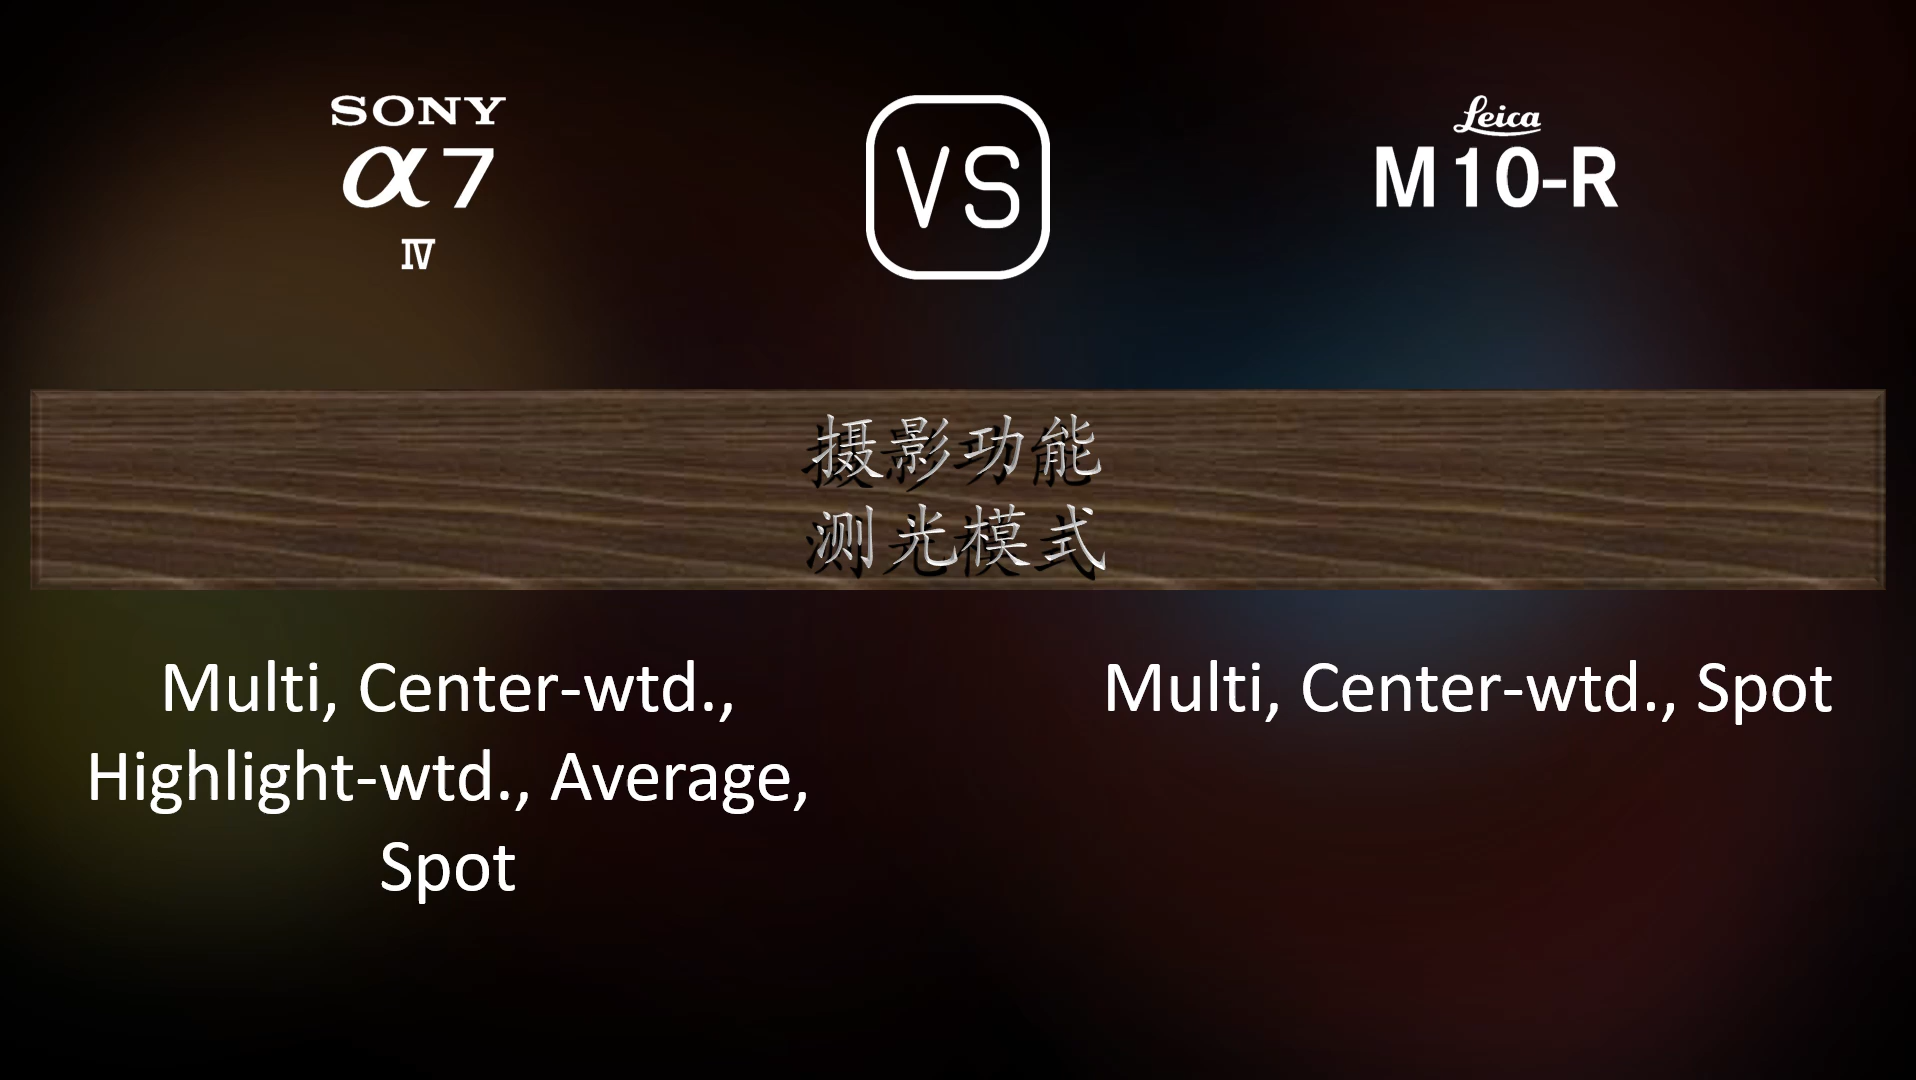 SONY
α7
IV
VS
Leica
M10-R
摄影功能
测光模式
Multi, Center-wtd.,
Highlight-wtd., Average,
Spot
Multi, Center-wtd., Spot